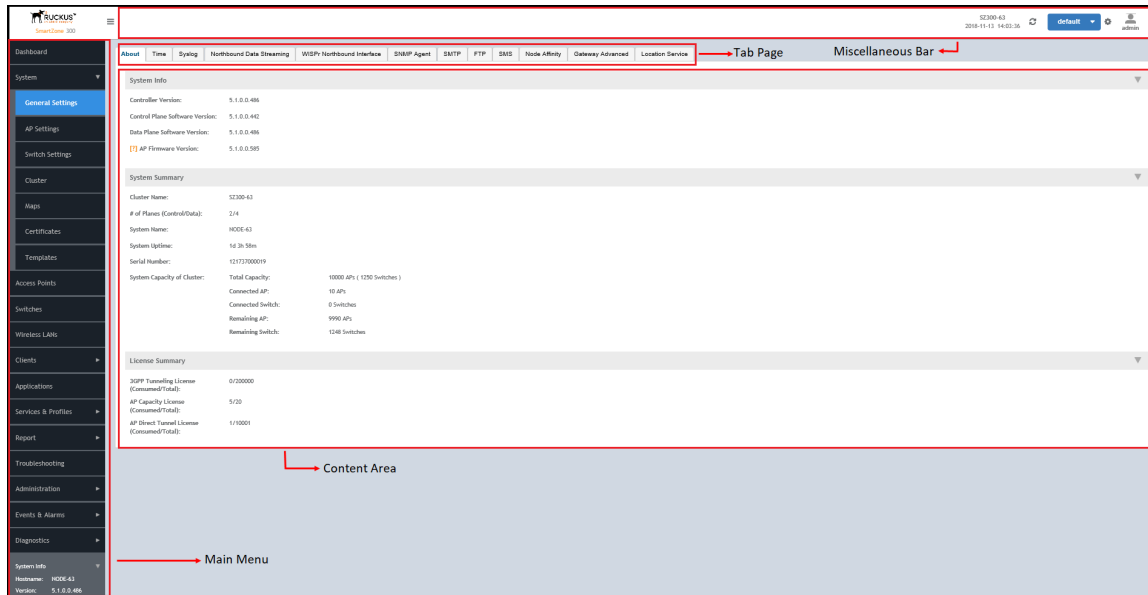 RUCKUS
SmartZone 300
SZ300-63
2018-11-13 14:03:36
default
admin
Miscellaneous Bar
Dashboard
System
General Settings
AP Settings
Switch Settings
Cluster
Maps
Certificates
Templates
Access Points
Switches
Wireless LANs
Clients
Applications
Services & Profiles
Report
Troubleshooting
Administration
Events & Alarms
Diagnostics
System Info
Hostname: NODE-63
Version: 5.1.0.0.486
Main Menu
About Time Syslog Northbound Data Streaming WISPr Northbound Interface SNMP Agent SMTP FTP SMS Node Affinity Gateway Advanced Location Service
Tab Page
System Info
Controller Version: 5.1.0.0.486
Control Plane Software Version: 5.1.0.0.442
Data Plane Software Version: 5.1.0.0.486
[?] AP Firmware Version: 5.1.0.0.585
System Summary
Cluster Name: SZ300-63
# of Planes (Control/Data): 2/4
System Name: NODE-63
System Uptime: 1d 3h 58m
Serial Number: 121737000019
System Capacity of Cluster: Total Capacity: 10000 APs ( 1250 Switches )
Connected AP: 10 APs
Connected Switch: 0 Switches
Remaining AP: 9990 APs
Remaining Switch: 1248 Switches
License Summary
3GPP Tunneling License 0/200000
(Consumed/Total):
AP Capacity License 5/20
(Consumed/Total):
AP Direct Tunnel License 1/10001
(Consumed/Total):
Content Area